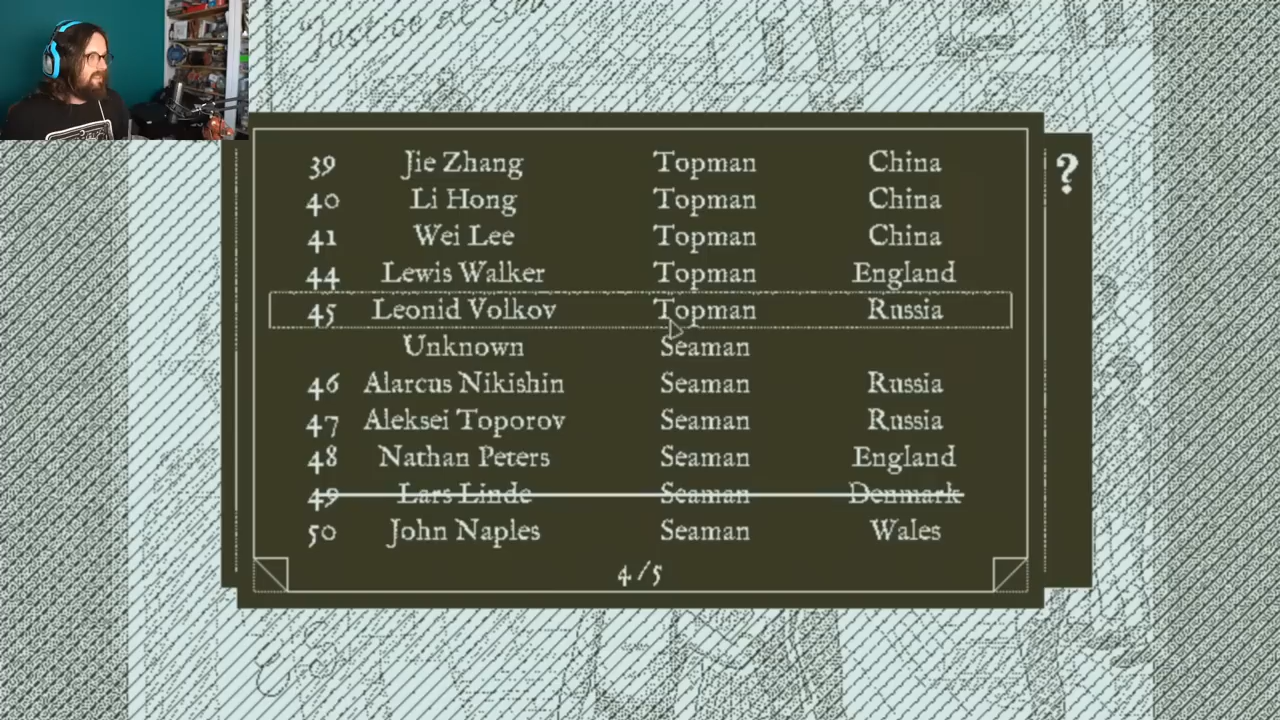 Justice at
39 Jie Zhang Topman China
40 Li Hong Topman China
41 Wei Lee Topman China
44 Lewis Walker Topman England
45 Leonid Volkov Topman Russia
Unknown Seaman
46 Alarcus Nikishin Seaman Russia
47 Aleksei Toporov Seaman Russia
48 Nathan Peters Seaman England
49 Lars Linde Seaman Denmark
50 John Naples Seaman Wales
4/5
?